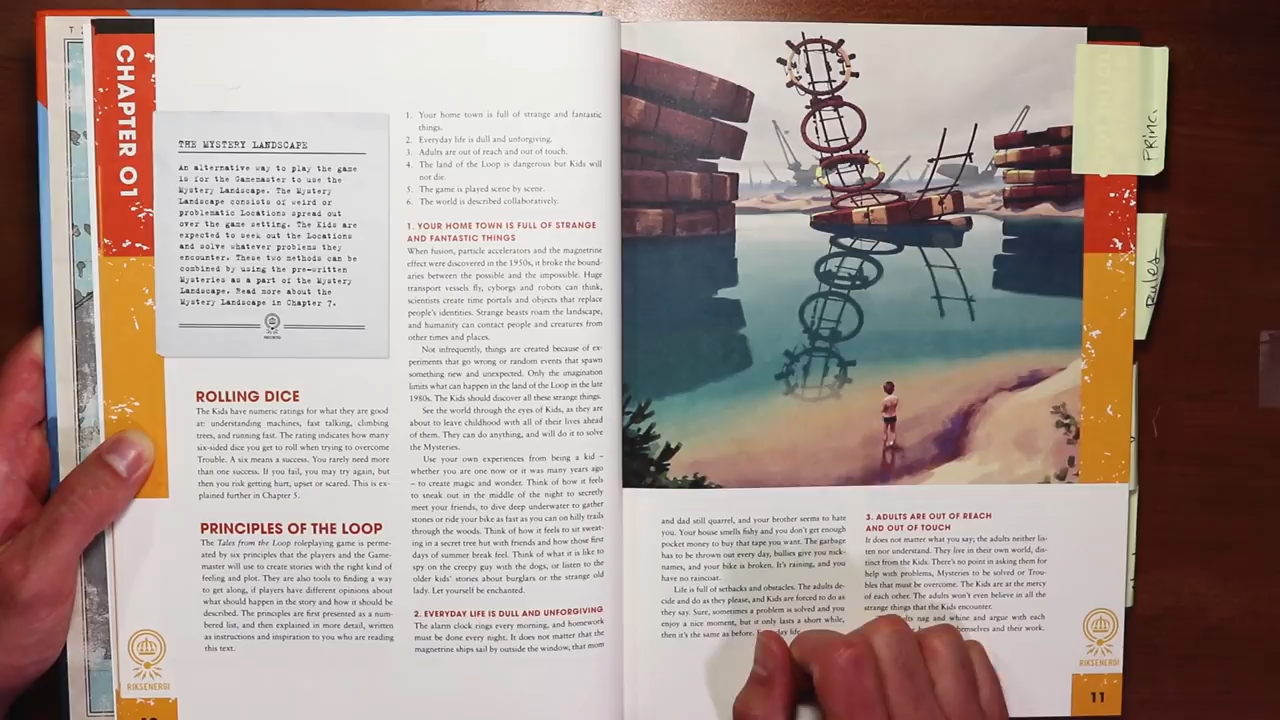 CHAPTER 01
THE MYSTERY LANDSCAPE
An alternative way to play the game
is for the Gamemaster to use the
Mystery Landscape. The Mystery
Landscape consists of weird or
problematic Locations spread out
over the game setting. The Kids are
expected to seek out the Locations
and solve whatever problems they
encounter. These two methods can be
combined by using the pre-written
Mysteries as a part of the Mystery
Landscape. Read more about the
Mystery Landscape in Chapter 7.
RIKSENERGI
ROLLING DICE
The Kids have numeric ratings for what they are good
at: understanding machines, fast talking, climbing
trees, and running fast. The rating indicates how many
six-sided dice you get to roll when trying to overcome
Trouble. A six means a success. You rarely need more
than one success. If you fail, you may try again, but
then you risk getting hurt, upset or scared. This is ex-
plained further in Chapter 5.
PRINCIPLES OF THE LOOP
The Tales from the Loop roleplaying game is perme-
ated by six principles that the players and the Game-
master will use to create stories with the right kind of
feeling and plot. They are also tools to finding a way
to get along, if players have different opinions about
what should happen in the story and how it should be
described. The principles are first presented as a num-
bered list, and then explained in more detail, written
as instructions and inspiration to you who are reading
this text.
RIKSENERGI
1. Your home town is full of strange and fantastic
things.
2. Everyday life is dull and unforgiving.
3. Adults are out of reach and out of touch.
4. The land of the Loop is dangerous but Kids will
not die.
5. The game is played scene by scene.
6. The world is described collaboratively.
1. YOUR HOME TOWN IS FULL OF STRANGE
AND FANTASTIC THINGS
When fusion, particle accelerators and the magnetrine
effect were discovered in the 1950s, it broke the bound-
aries between the possible and the impossible. Huge
transport vessels fly, cyborgs and robots can think,
scientists create time portals and objects that replace
people's identities. Strange beasts roam the landscape,
and humanity can contact people and creatures from
other times and places.
Not infrequently, things are created because of ex-
periments that go wrong or random events that spawn
something new and unexpected. Only the imagination
limits what can happen in the land of the Loop in the late
1980s. The Kids should discover all these strange things.
See the world through the eyes of Kids, as they are
about to leave childhood with all of their lives ahead
of them. They can do anything, and will do it to solve
the Mysteries.
Use your own experiences from being a kid –
whether you are one now or it was many years ago
– to create magic and wonder. Think of how it feels
to sneak out in the middle of the night to secretly
meet your friends, to dive deep underwater to gather
stones or ride your bike as fast as you can on hilly trails
through the woods. Think of how it feels to sit sweat-
ing in a secret tree hut with friends and how those first
days of summer break feel. Think of what it is like to
spy on the creepy guy with the dogs, or listen to the
older kids' stories about burglars or the strange old
lady. Let yourself be enchanted.
2. EVERYDAY LIFE IS DULL AND UNFORGIVING
The alarm clock rings every morning, and homework
must be done every night. It does not matter that the
magnetrine ships sail by outside the window, that mom
and dad still quarrel, and your brother seems to hate
you. Your house smells fishy and you don't get enough
pocket money to buy that tape you want. The garbage
has to be thrown out every day, bullies give you nick-
names, and your bike is broken. It's raining, and you
have no raincoat.
Life is full of setbacks and obstacles. The adults de-
cide and do as they please, and Kids are forced to do as
they say. Sure, sometimes a problem is solved and you
enjoy a nice moment, but it only lasts a short while,
then it's the same as before. life
3. ADULTS ARE OUT OF REACH
AND OUT OF TOUCH
It does not matter what you say; the adults neither lis-
ten nor understand. They live in their own world, dis-
tinct from the Kids. There's no point in asking them for
help with problems, Mysteries to be solved or Trou-
bles that must be overcome. The Kids are at the mercy
of each other. The adults won't even believe in all the
strange things that the Kids encounter.
nag and whine and argue with each
themselves and their work.
RIKSENERGI
11
Princ.
Rules